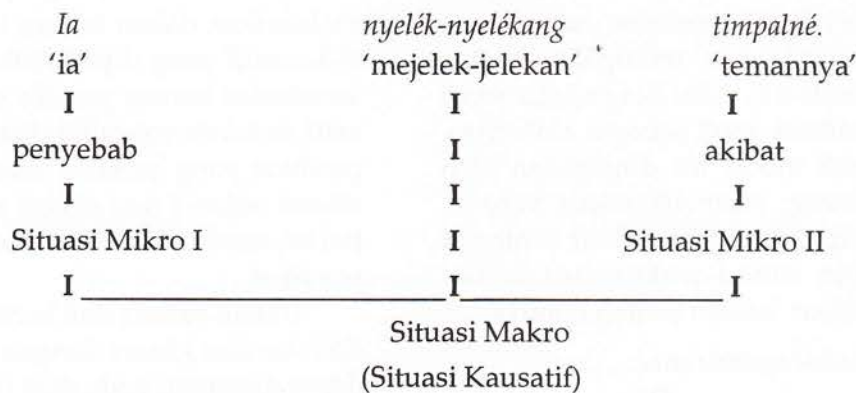 Ia nyelék-nyelékang timpalné.
'ia' 'mejelek-jelekan' 'temannya'
I I I
penyebab I akibat
I I I
Situasi Mikro I I Situasi Mikro II
I I I
Situasi Makro
(Situasi Kausatif)